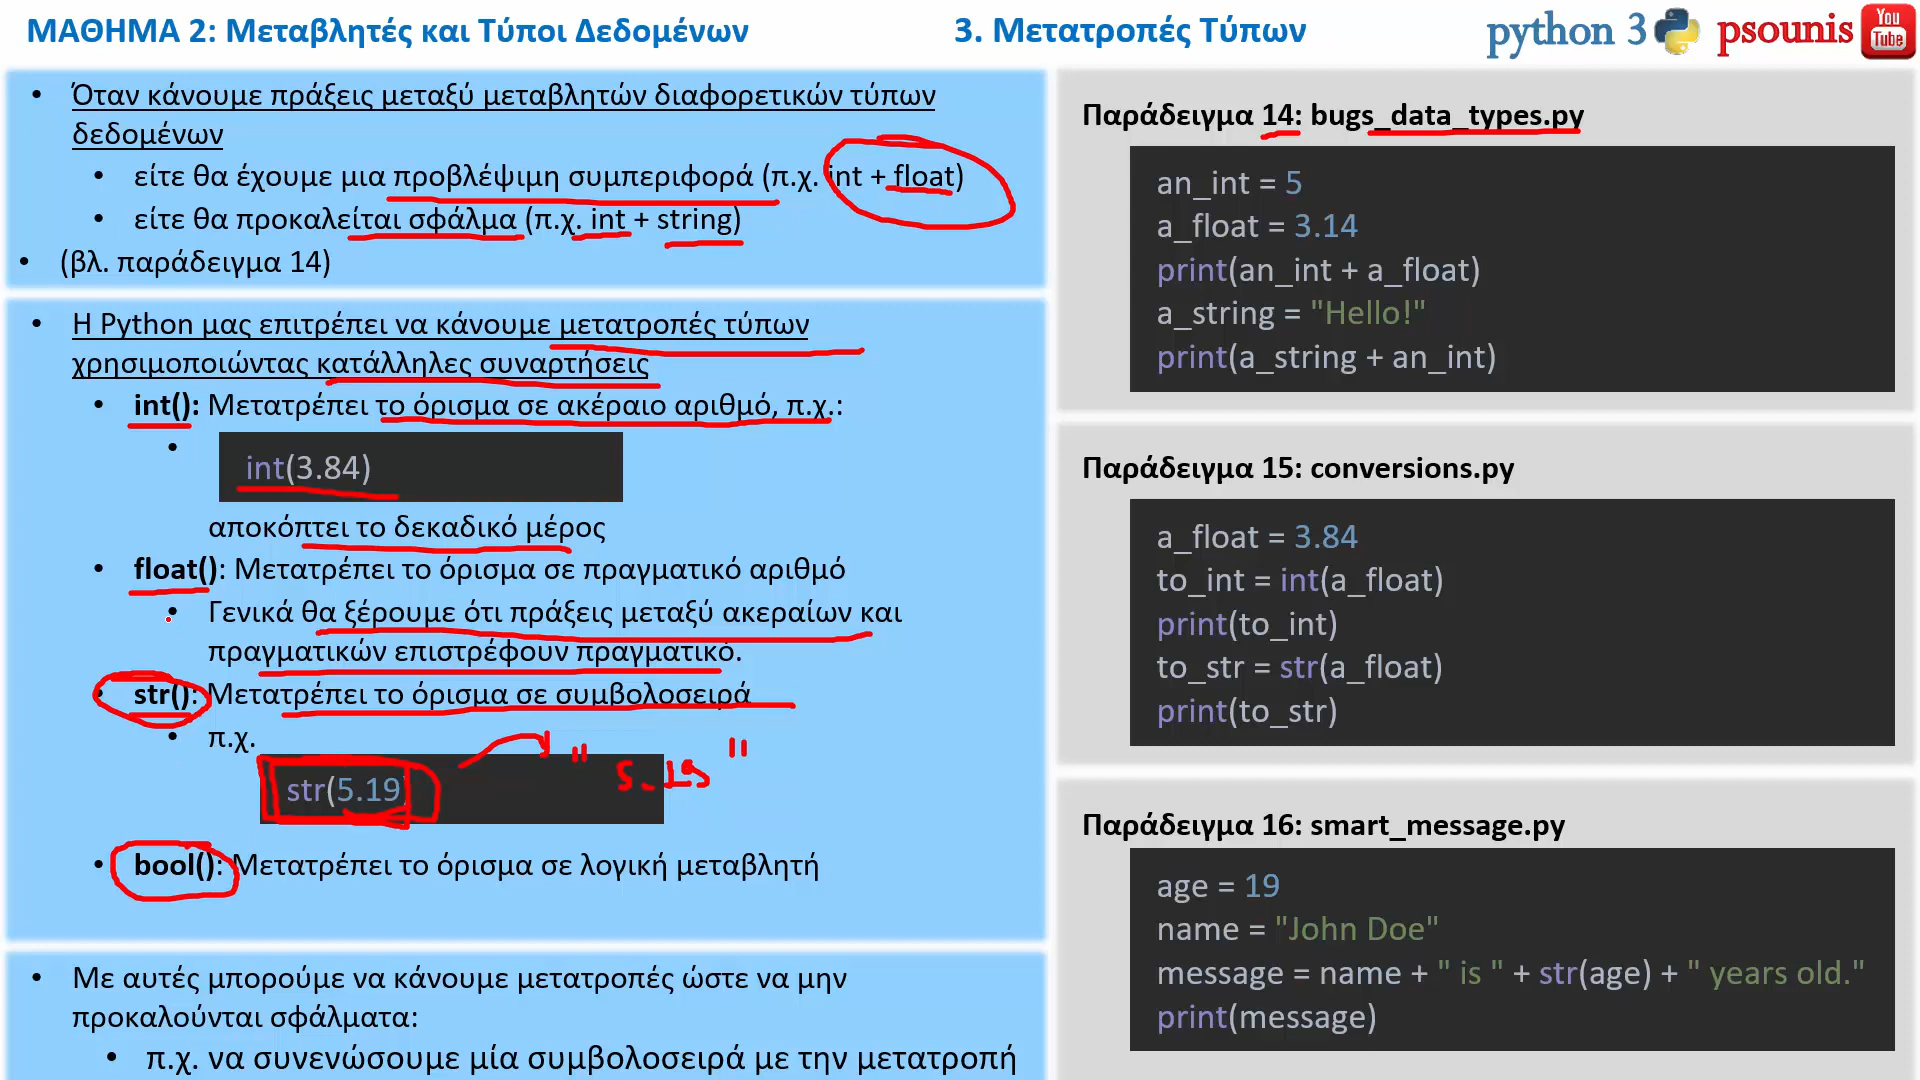 ΜΑΘΗΜΑ 2: Μεταβλητές και Τύποι Δεδομένων
3. Μετατροπές Τύπων
python 3
psounis
You
Tube
• Όταν κάνουμε πράξεις μεταξύ μεταβλητών διαφορετικών τύπων
δεδομένων
• είτε θα έχουμε μια προβλέψιμη συμπεριφορά (π.χ. int + float)
• είτε θα προκαλείται σφάλμα (π.χ. int + string)
• (βλ. παράδειγμα 14)
• Η Python μας επιτρέπει να κάνουμε μετατροπές τύπων
χρησιμοποιώντας κατάλληλες συναρτήσεις
• int(): Μετατρέπει το όρισμα σε ακέραιο αριθμό, π.χ.:
• int(3.84)
αποκόπτει το δεκαδικό μέρος
• float(): Μετατρέπει το όρισμα σε πραγματικό αριθμό
• Γενικά θα ξέρουμε ότι πράξεις μεταξύ ακεραίων και
πραγματικών επιστρέφουν πραγματικό.
• str(): Μετατρέπει το όρισμα σε συμβολοσειρά
• π.χ.
str(5.19)
" 5.19 "
• bool(): Μετατρέπει το όρισμα σε λογική μεταβλητή
• Με αυτές μπορούμε να κάνουμε μετατροπές ώστε να μην
προκαλούνται σφάλματα:
• π.χ. να συνενώσουμε μία συμβολοσειρά με την μετατροπή
Παράδειγμα 14: bugs_data_types.py
an_int = 5
a_float = 3.14
print(an_int + a_float)
a_string = "Hello!"
print(a_string + an_int)
Παράδειγμα 15: conversions.py
a_float = 3.84
to_int = int(a_float)
print(to_int)
to_str = str(a_float)
print(to_str)
Παράδειγμα 16: smart_message.py
age = 19
name = "John Doe"
message = name + " is " + str(age) + " years old."
print(message)